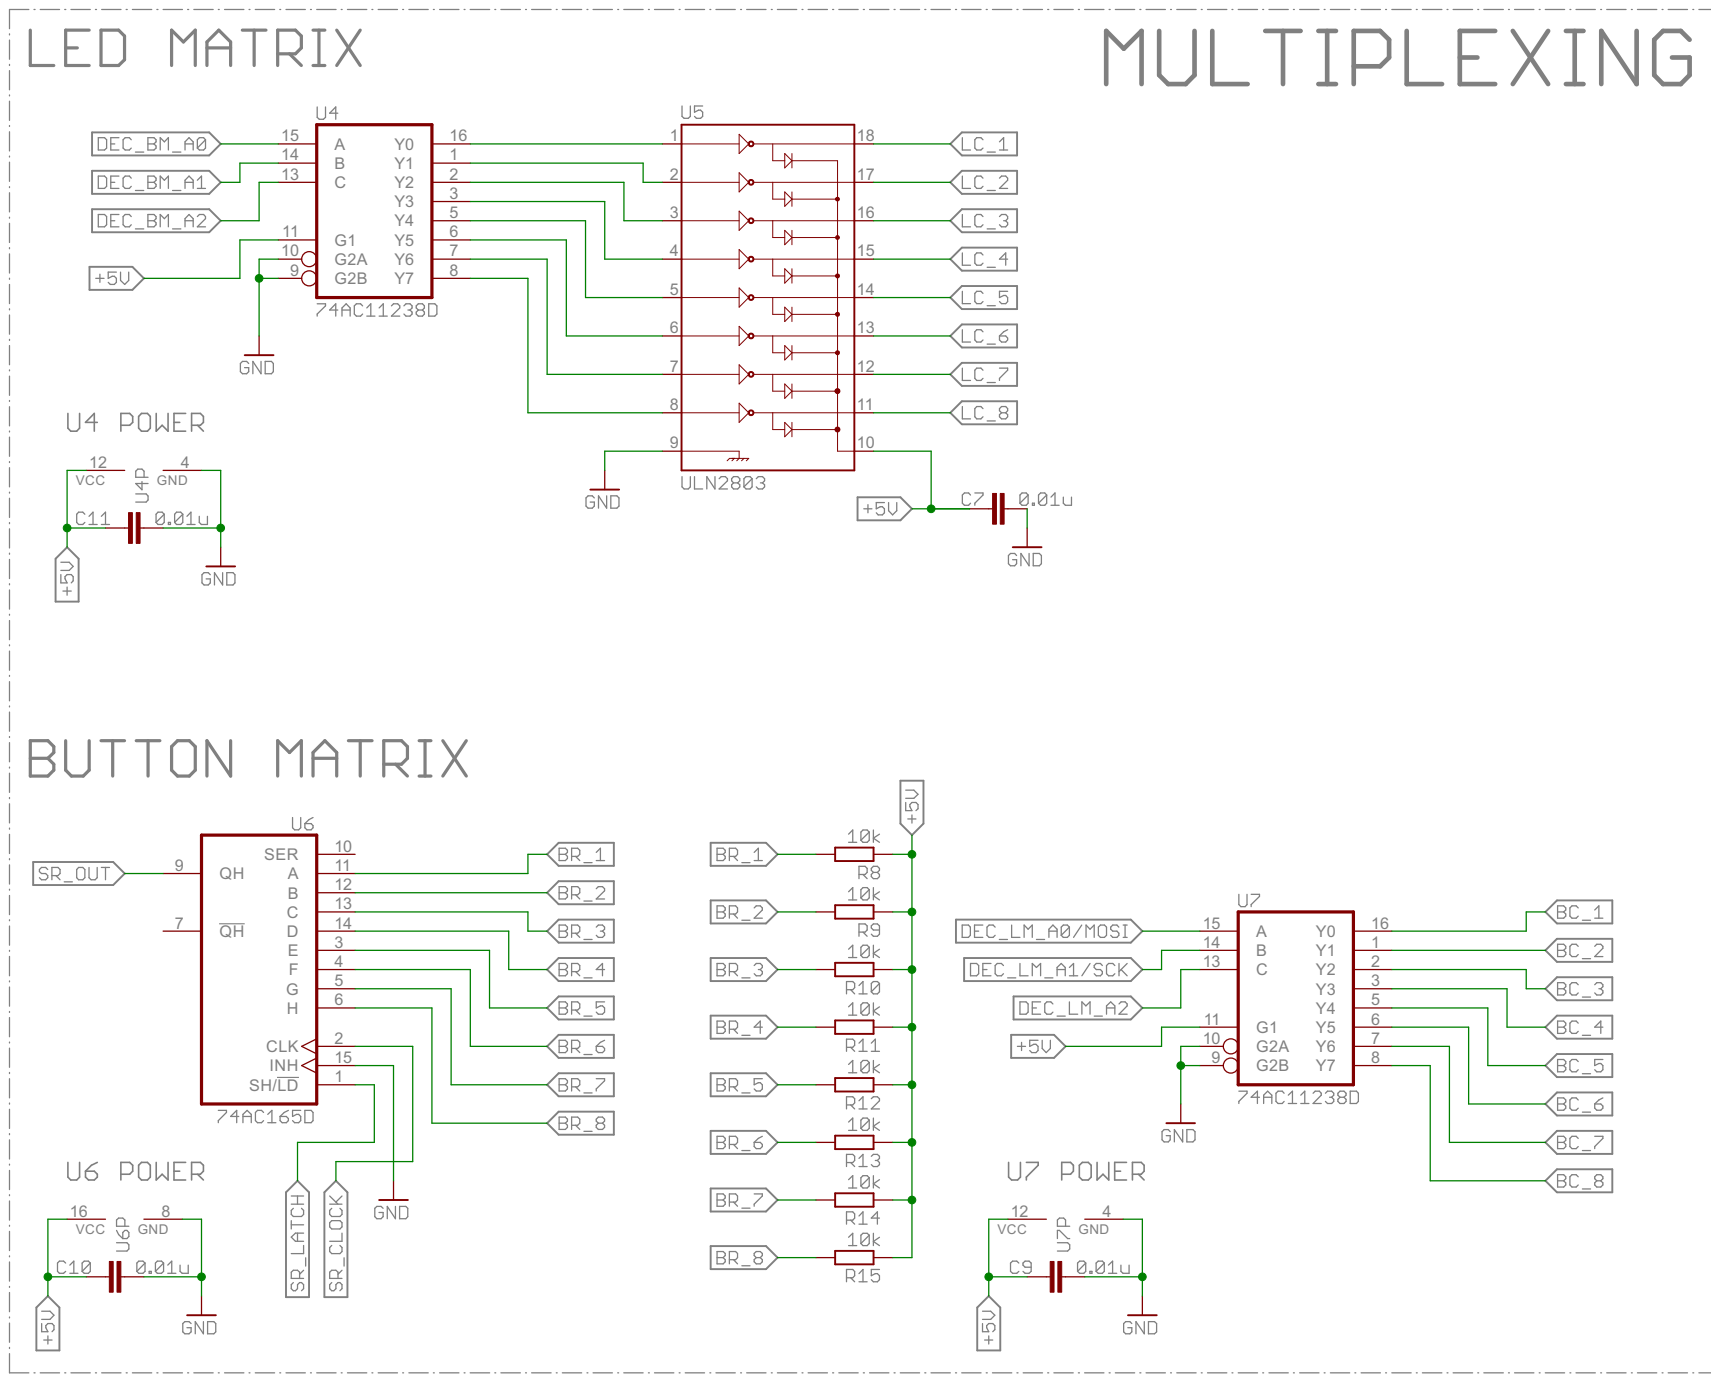 LED MATRIX
MULTIPLEXING
U4
DEC_BM_A0
DEC_BM_A1
DEC_BM_A2
+5V
15 A Y0 16
14 B Y1 1
13 C Y2 2
Y3 3
Y4 5
11 G1 Y5 6
10 G2A Y6 7
9 G2B Y7 8
74AC11238D
GND
U5
1 18 LC_1
2 17 LC_2
3 16 LC_3
4 15 LC_4
5 14 LC_5
6 13 LC_6
7 12 LC_7
8 11 LC_8
9 10
ULN2803
GND
+5V
C7 0.01u
GND
U4 POWER
12 4
VCC U4P GND
C11 0.01u
+5V
GND
BUTTON MATRIX
U6
SR_OUT
9 QH
7 QH
SER 10
A 11
B 12
C 13
D 14
E 3
F 4
G 5
H 6
CLK 2
INH 15
SH/LD 1
74AC165D
BR_1
BR_2
BR_3
BR_4
BR_5
BR_6
BR_7
BR_8
SR_LATCH
SR_CLOCK
GND
U6 POWER
16 8
VCC U6P GND
C10 0.01u
+5V
GND
+5V
BR_1 10k R8
BR_2 10k R9
BR_3 10k R10
BR_4 10k R11
BR_5 10k R12
BR_6 10k R13
BR_7 10k R14
BR_8 10k R15
U7
DEC_LM_A0/MOSI
DEC_LM_A1/SCK
DEC_LM_A2
+5V
15 A Y0 16
14 B Y1 1
13 C Y2 2
Y3 3
Y4 5
11 G1 Y5 6
10 G2A Y6 7
9 G2B Y7 8
74AC11238D
GND
BC_1
BC_2
BC_3
BC_4
BC_5
BC_6
BC_7
BC_8
U7 POWER
12 4
VCC U7P GND
C9 0.01u
+5V
GND